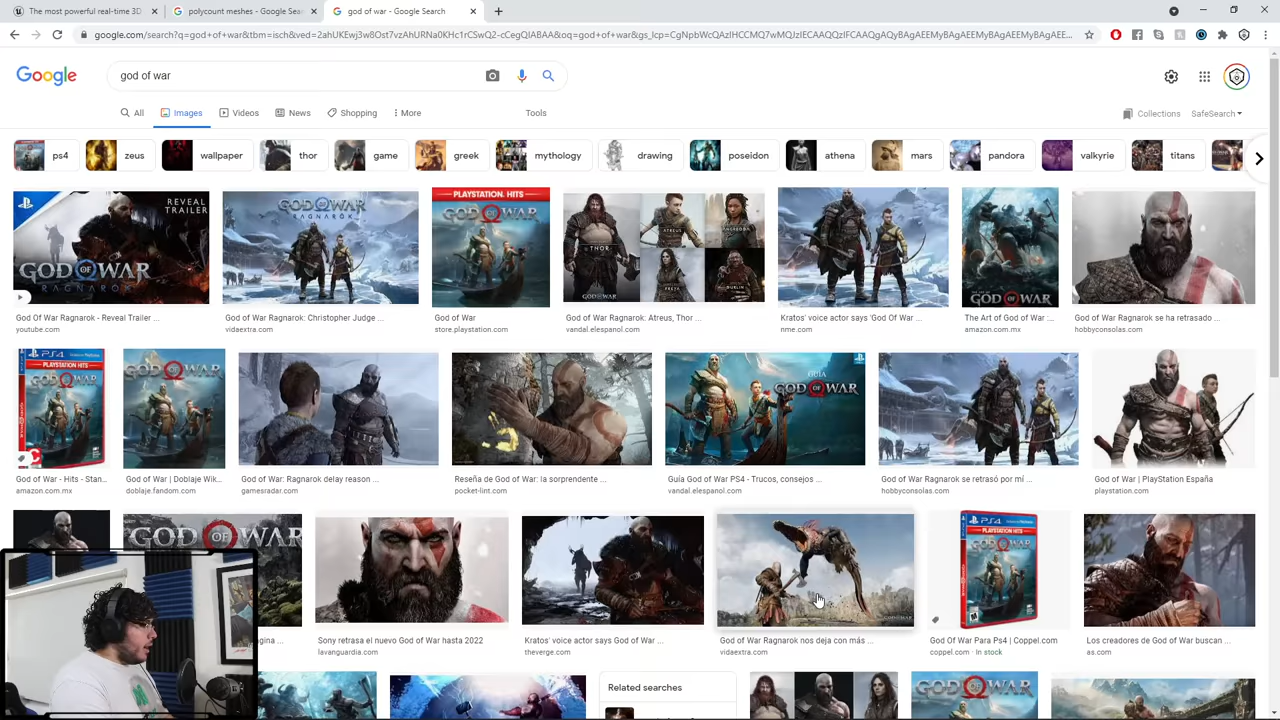 The most powerful real-time 3D
polycount meshes - Google Sear
god of war - Google Search
google.com/search?q=god+of+war&tbm=isch&ved=2ahUKEwj3w8Ost7vzAhURNa0KHc1rCSwQ2-cCegQIABAA&oq=god+of+war&gs_lcp=CgNpbWcQAzIHCCMQ7wMQJzIECAAQQzIFCAAQgAQyBAgAEEMyBAgAEEMyBAgAEEMyBAgAE...
Google
god of war
All
Images
Videos
News
Shopping
More
Tools
Collections
SafeSearch
ps4
zeus
wallpaper
thor
game
greek
mythology
drawing
poseidon
athena
mars
pandora
valkyrie
titans
REVEAL
TRAILER
GOD OF WAR
RAGNARÖK
GOD OF WAR
RAGNARÖK
PLAYSTATION HITS
GOD OF WAR
THOR
ATREUS
ANGRBODA
FREYA
DURLIN
GOD OF WAR
God Of War Ragnarok - Reveal Trailer ...
youtube.com
God Of War Ragnarok: Christopher Judge ...
vidaextra.com
God of War
store.playstation.com
God of War Ragnarok: Atreus, Thor ...
vandal.elespanol.com
Kratos' voice actor says 'God Of War ...
nme.com
The Art of God of War :...
amazon.com.mx
God of War Ragnarok se ha retrasado ...
hobbyconsolas.com
PS4
PLAYSTATION HITS
GOD OF WAR
GUÍA
GOD OF WAR
God of War - Hits - Stan...
amazon.com.mx
God of War | Doblaje Wik...
doblaje.fandom.com
God of War: Ragnarok delay reason ...
gamesradar.com
Reseña de God of War: la sorprendente ...
pocket-lint.com
Guía God of War PS4 - Trucos, consejos ...
vandal.elespanol.com
God of War Ragnarok se retrasó por mí ...
hobbyconsolas.com
God of War | PlayStation España
playstation.com
GOD OF WAR
PS4
PLAYSTATION HITS
GOD OF WAR
gina ...
Sony retrasa el nuevo God of War hasta 2022
lavanguardia.com
Kratos' voice actor says God of War ...
theverge.com
God of War Ragnarok nos deja con más ...
vidaextra.com
God Of War Para Ps4 | Coppel.com
coppel.com · In stock
Los creadores de God of War buscan ...
as.com
Related searches
GOD OF WAR